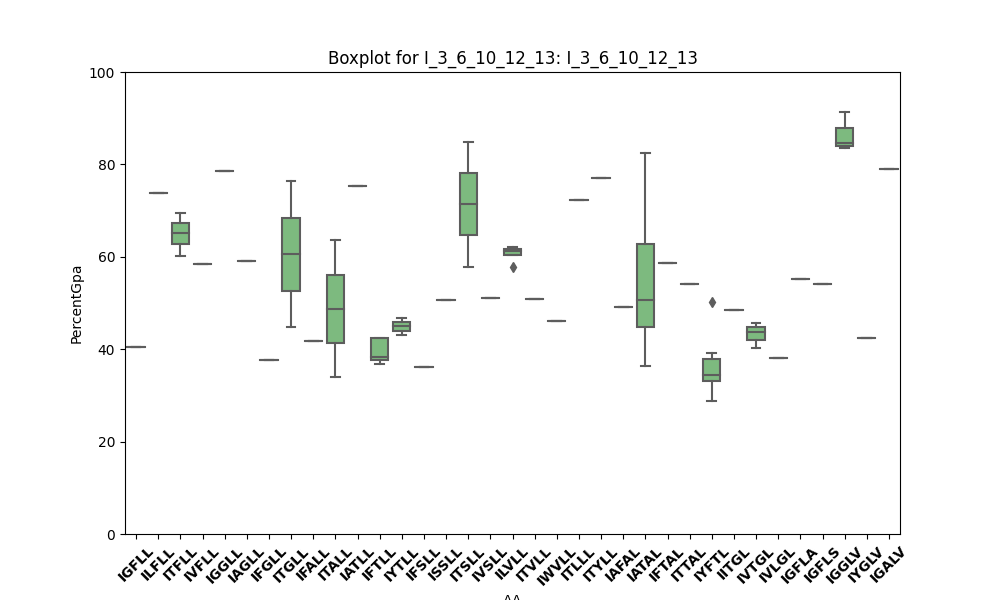 Boxplot for I_3_6_10_12_13: I_3_6_10_12_13
100
80
60
40
20
0
PercentGpa
IGFLL
ILFLL
ITFLL
IVFLL
IGGLL
IAGLL
IFGLL
ITGLL
IFALL
ITALL
IATLL
IFTLL
IYTLL
IFSLL
ISSLL
ITSLL
IVSLL
ILVLL
ITVLL
IWVLL
ITLLL
ITYLL
IAFAL
IATAL
IFTAL
ITTAL
IYFTL
IITGL
IVTGL
IVLGL
IGFLA
IGFLS
IGGLV
IYGLV
IGALV
AA